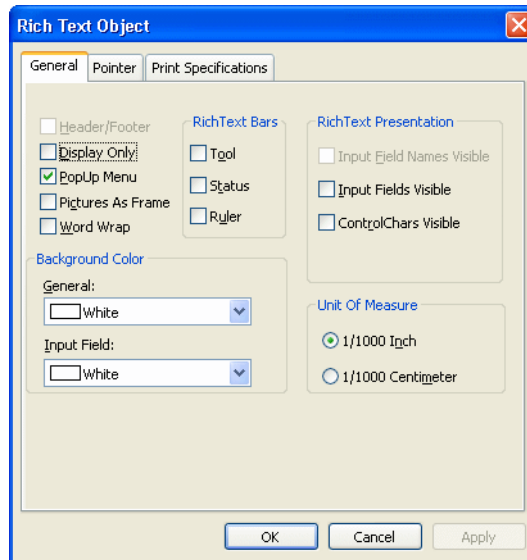 Rich Text Object
General
Pointer
Print Specifications
Header/Footer
Display Only
PopUp Menu
Pictures As Frame
Word Wrap
RichText Bars
Tool
Status
Ruler
RichText Presentation
Input Field Names Visible
Input Fields Visible
ControlChars Visible
Background Color
General:
White
Input Field:
White
Unit Of Measure
1/1000 Inch
1/1000 Centimeter
OK
Cancel
Apply